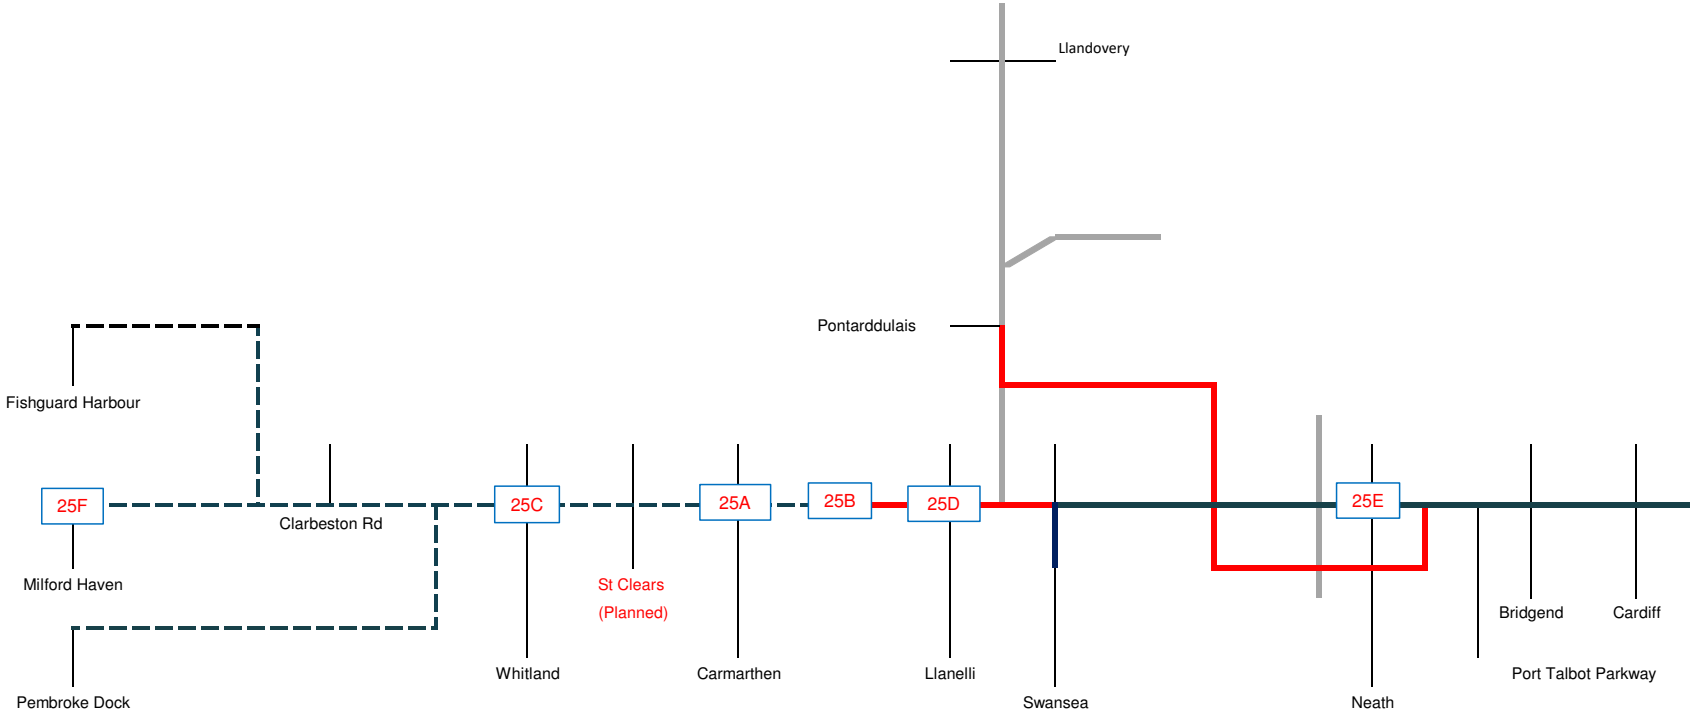 Llandovery
Pontarddulais
Fishguard Harbour
25F
25C
25A
25B
25D
25E
Clarbeston Rd
Milford Haven
St Clears
(Planned)
Bridgend
Cardiff
Whitland
Carmarthen
Llanelli
Port Talbot Parkway
Pembroke Dock
Swansea
Neath